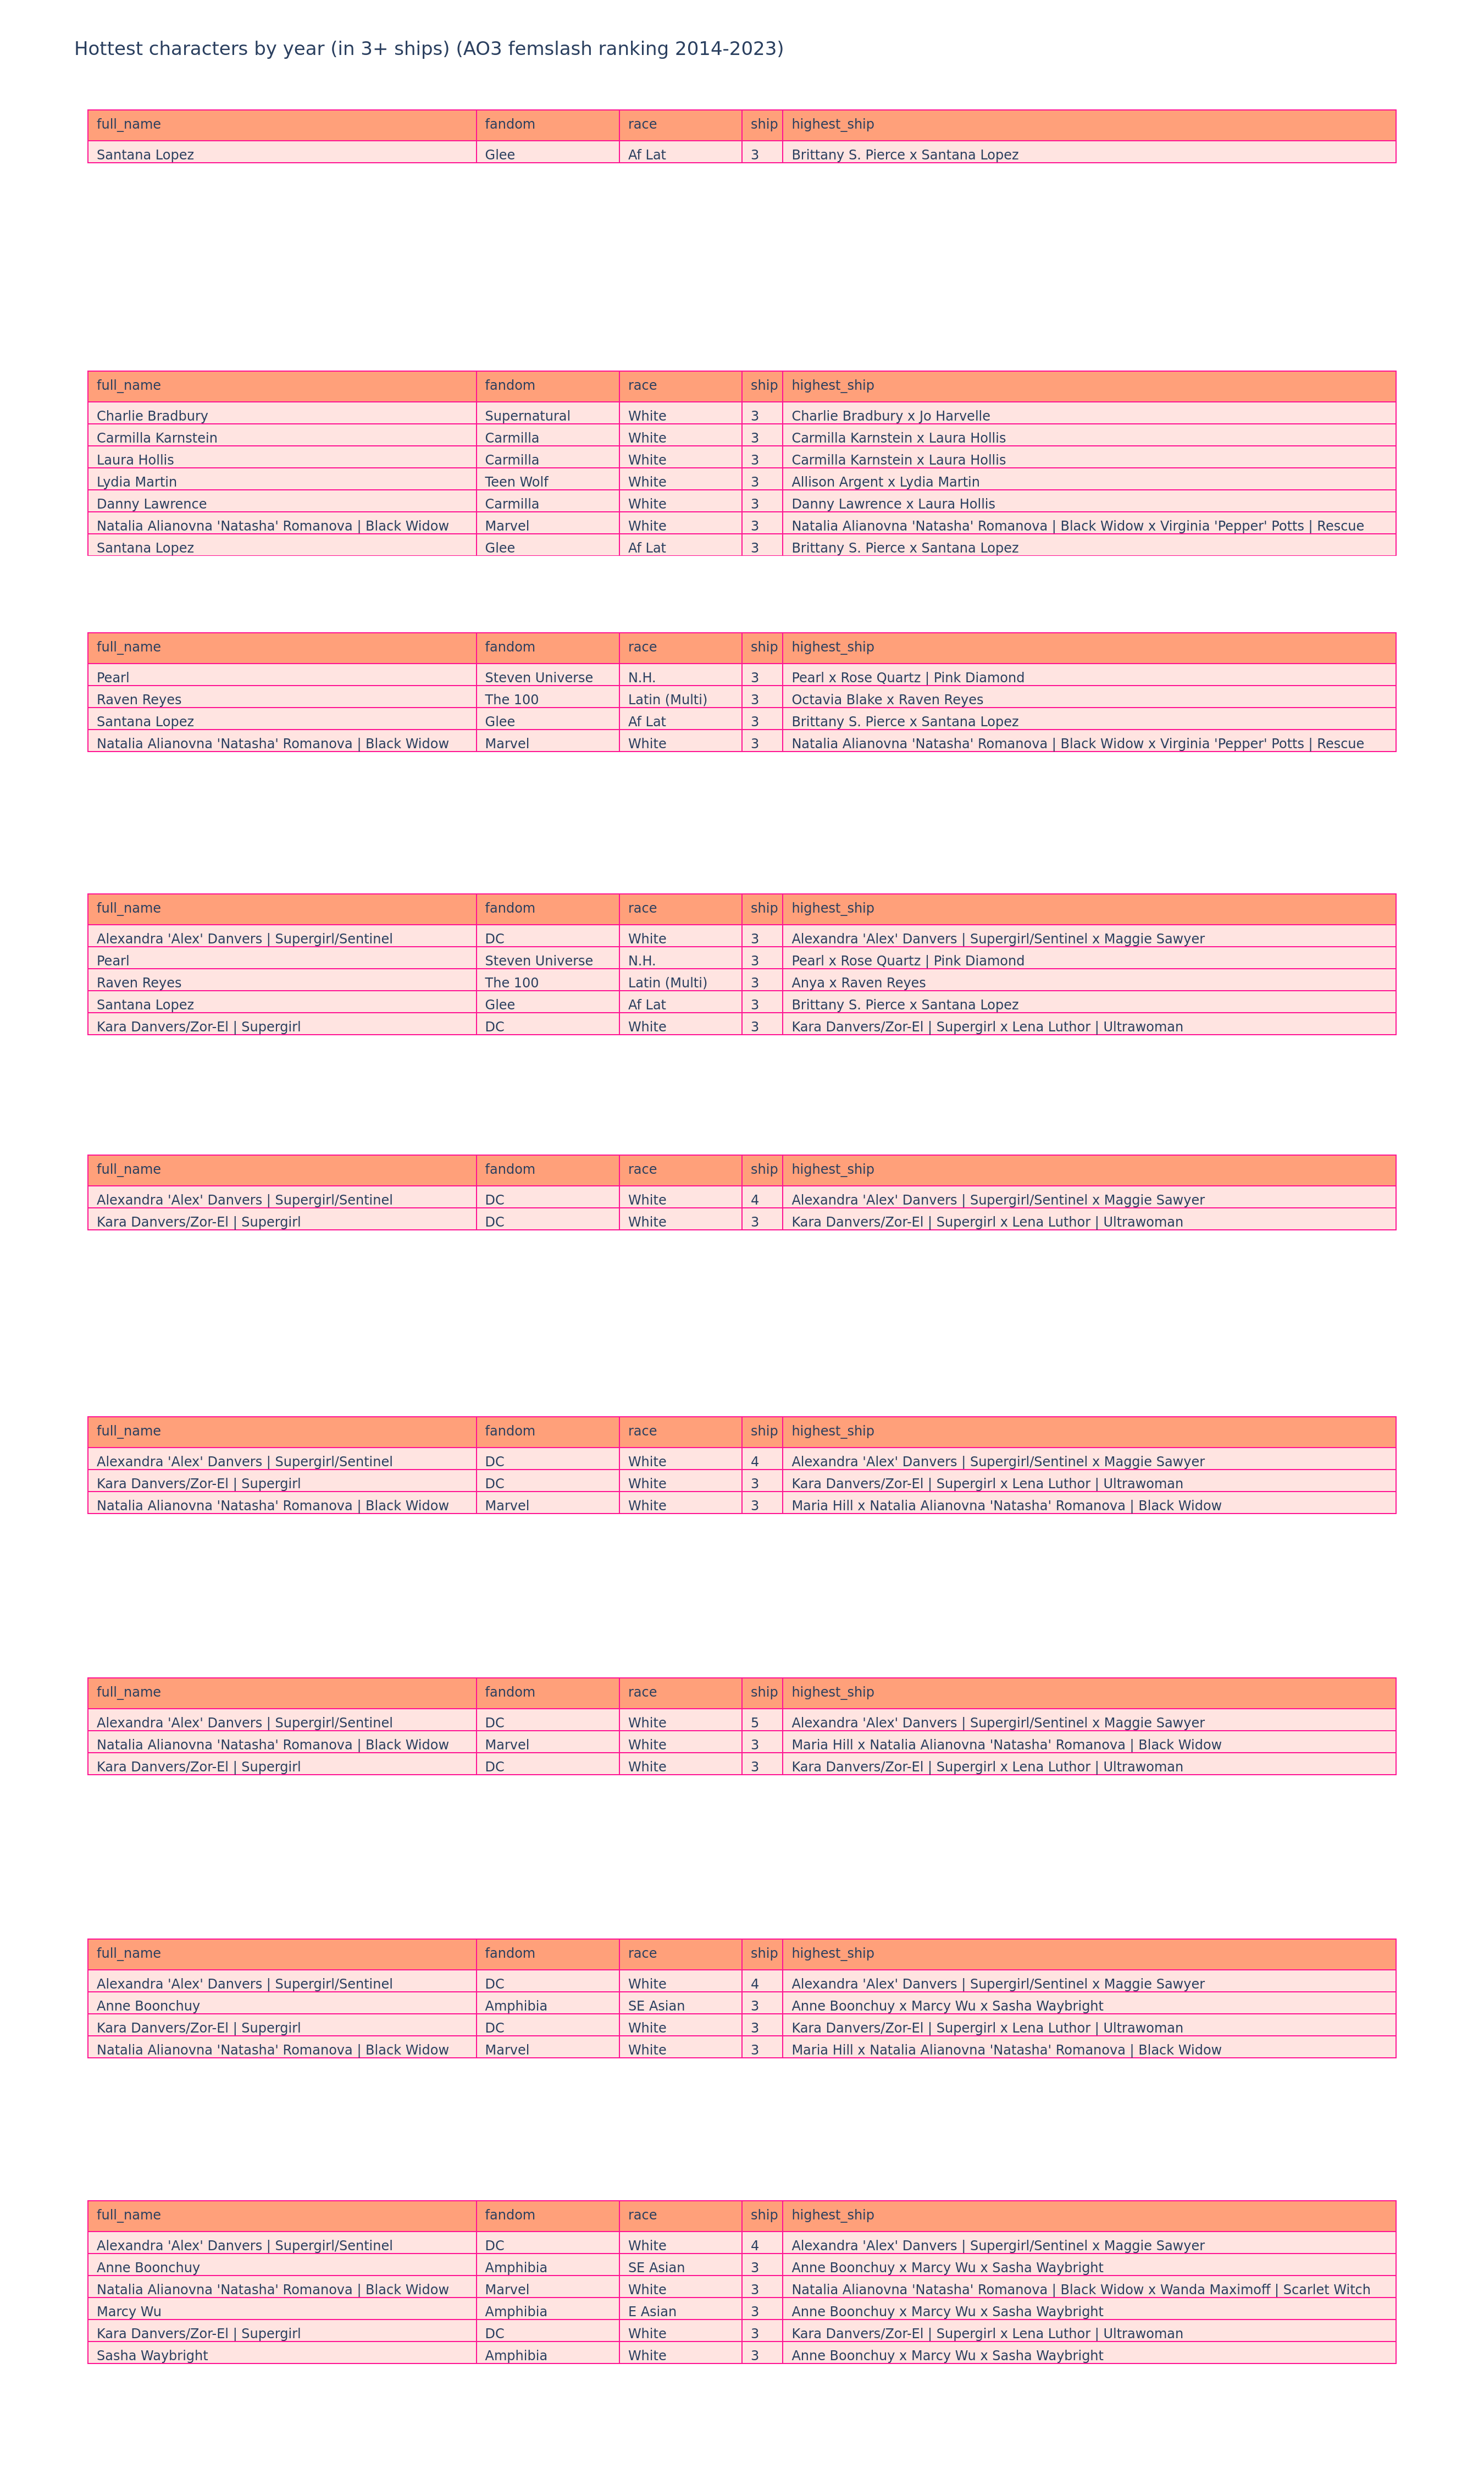 Hottest characters by year (in 3+ ships) (AO3 femslash ranking 2014-2023)
full_name fandom race ship highest_ship
Santana Lopez Glee Af Lat 3 Brittany S. Pierce x Santana Lopez
full_name fandom race ship highest_ship
Charlie Bradbury Supernatural White 3 Charlie Bradbury x Jo Harvelle
Carmilla Karnstein Carmilla White 3 Carmilla Karnstein x Laura Hollis
Laura Hollis Carmilla White 3 Carmilla Karnstein x Laura Hollis
Lydia Martin Teen Wolf White 3 Allison Argent x Lydia Martin
Danny Lawrence Carmilla White 3 Danny Lawrence x Laura Hollis
Natalia Alianovna 'Natasha' Romanova | Black Widow Marvel White 3 Natalia Alianovna 'Natasha' Romanova | Black Widow x Virginia 'Pepper' Potts | Rescue
Santana Lopez Glee Af Lat 3 Brittany S. Pierce x Santana Lopez
full_name fandom race ship highest_ship
Pearl Steven Universe N.H. 3 Pearl x Rose Quartz | Pink Diamond
Raven Reyes The 100 Latin (Multi) 3 Octavia Blake x Raven Reyes
Santana Lopez Glee Af Lat 3 Brittany S. Pierce x Santana Lopez
Natalia Alianovna 'Natasha' Romanova | Black Widow Marvel White 3 Natalia Alianovna 'Natasha' Romanova | Black Widow x Virginia 'Pepper' Potts | Rescue
full_name fandom race ship highest_ship
Alexandra 'Alex' Danvers | Supergirl/Sentinel DC White 3 Alexandra 'Alex' Danvers | Supergirl/Sentinel x Maggie Sawyer
Pearl Steven Universe N.H. 3 Pearl x Rose Quartz | Pink Diamond
Raven Reyes The 100 Latin (Multi) 3 Anya x Raven Reyes
Santana Lopez Glee Af Lat 3 Brittany S. Pierce x Santana Lopez
Kara Danvers/Zor-El | Supergirl DC White 3 Kara Danvers/Zor-El | Supergirl x Lena Luthor | Ultrawoman
full_name fandom race ship highest_ship
Alexandra 'Alex' Danvers | Supergirl/Sentinel DC White 4 Alexandra 'Alex' Danvers | Supergirl/Sentinel x Maggie Sawyer
Kara Danvers/Zor-El | Supergirl DC White 3 Kara Danvers/Zor-El | Supergirl x Lena Luthor | Ultrawoman
full_name fandom race ship highest_ship
Alexandra 'Alex' Danvers | Supergirl/Sentinel DC White 4 Alexandra 'Alex' Danvers | Supergirl/Sentinel x Maggie Sawyer
Kara Danvers/Zor-El | Supergirl DC White 3 Kara Danvers/Zor-El | Supergirl x Lena Luthor | Ultrawoman
Natalia Alianovna 'Natasha' Romanova | Black Widow Marvel White 3 Maria Hill x Natalia Alianovna 'Natasha' Romanova | Black Widow
full_name fandom race ship highest_ship
Alexandra 'Alex' Danvers | Supergirl/Sentinel DC White 5 Alexandra 'Alex' Danvers | Supergirl/Sentinel x Maggie Sawyer
Natalia Alianovna 'Natasha' Romanova | Black Widow Marvel White 3 Maria Hill x Natalia Alianovna 'Natasha' Romanova | Black Widow
Kara Danvers/Zor-El | Supergirl DC White 3 Kara Danvers/Zor-El | Supergirl x Lena Luthor | Ultrawoman
full_name fandom race ship highest_ship
Alexandra 'Alex' Danvers | Supergirl/Sentinel DC White 4 Alexandra 'Alex' Danvers | Supergirl/Sentinel x Maggie Sawyer
Anne Boonchuy Amphibia SE Asian 3 Anne Boonchuy x Marcy Wu x Sasha Waybright
Kara Danvers/Zor-El | Supergirl DC White 3 Kara Danvers/Zor-El | Supergirl x Lena Luthor | Ultrawoman
Natalia Alianovna 'Natasha' Romanova | Black Widow Marvel White 3 Maria Hill x Natalia Alianovna 'Natasha' Romanova | Black Widow
full_name fandom race ship highest_ship
Alexandra 'Alex' Danvers | Supergirl/Sentinel DC White 4 Alexandra 'Alex' Danvers | Supergirl/Sentinel x Maggie Sawyer
Anne Boonchuy Amphibia SE Asian 3 Anne Boonchuy x Marcy Wu x Sasha Waybright
Natalia Alianovna 'Natasha' Romanova | Black Widow Marvel White 3 Natalia Alianovna 'Natasha' Romanova | Black Widow x Wanda Maximoff | Scarlet Witch
Marcy Wu Amphibia E Asian 3 Anne Boonchuy x Marcy Wu x Sasha Waybright
Kara Danvers/Zor-El | Supergirl DC White 3 Kara Danvers/Zor-El | Supergirl x Lena Luthor | Ultrawoman
Sasha Waybright Amphibia White 3 Anne Boonchuy x Marcy Wu x Sasha Waybright